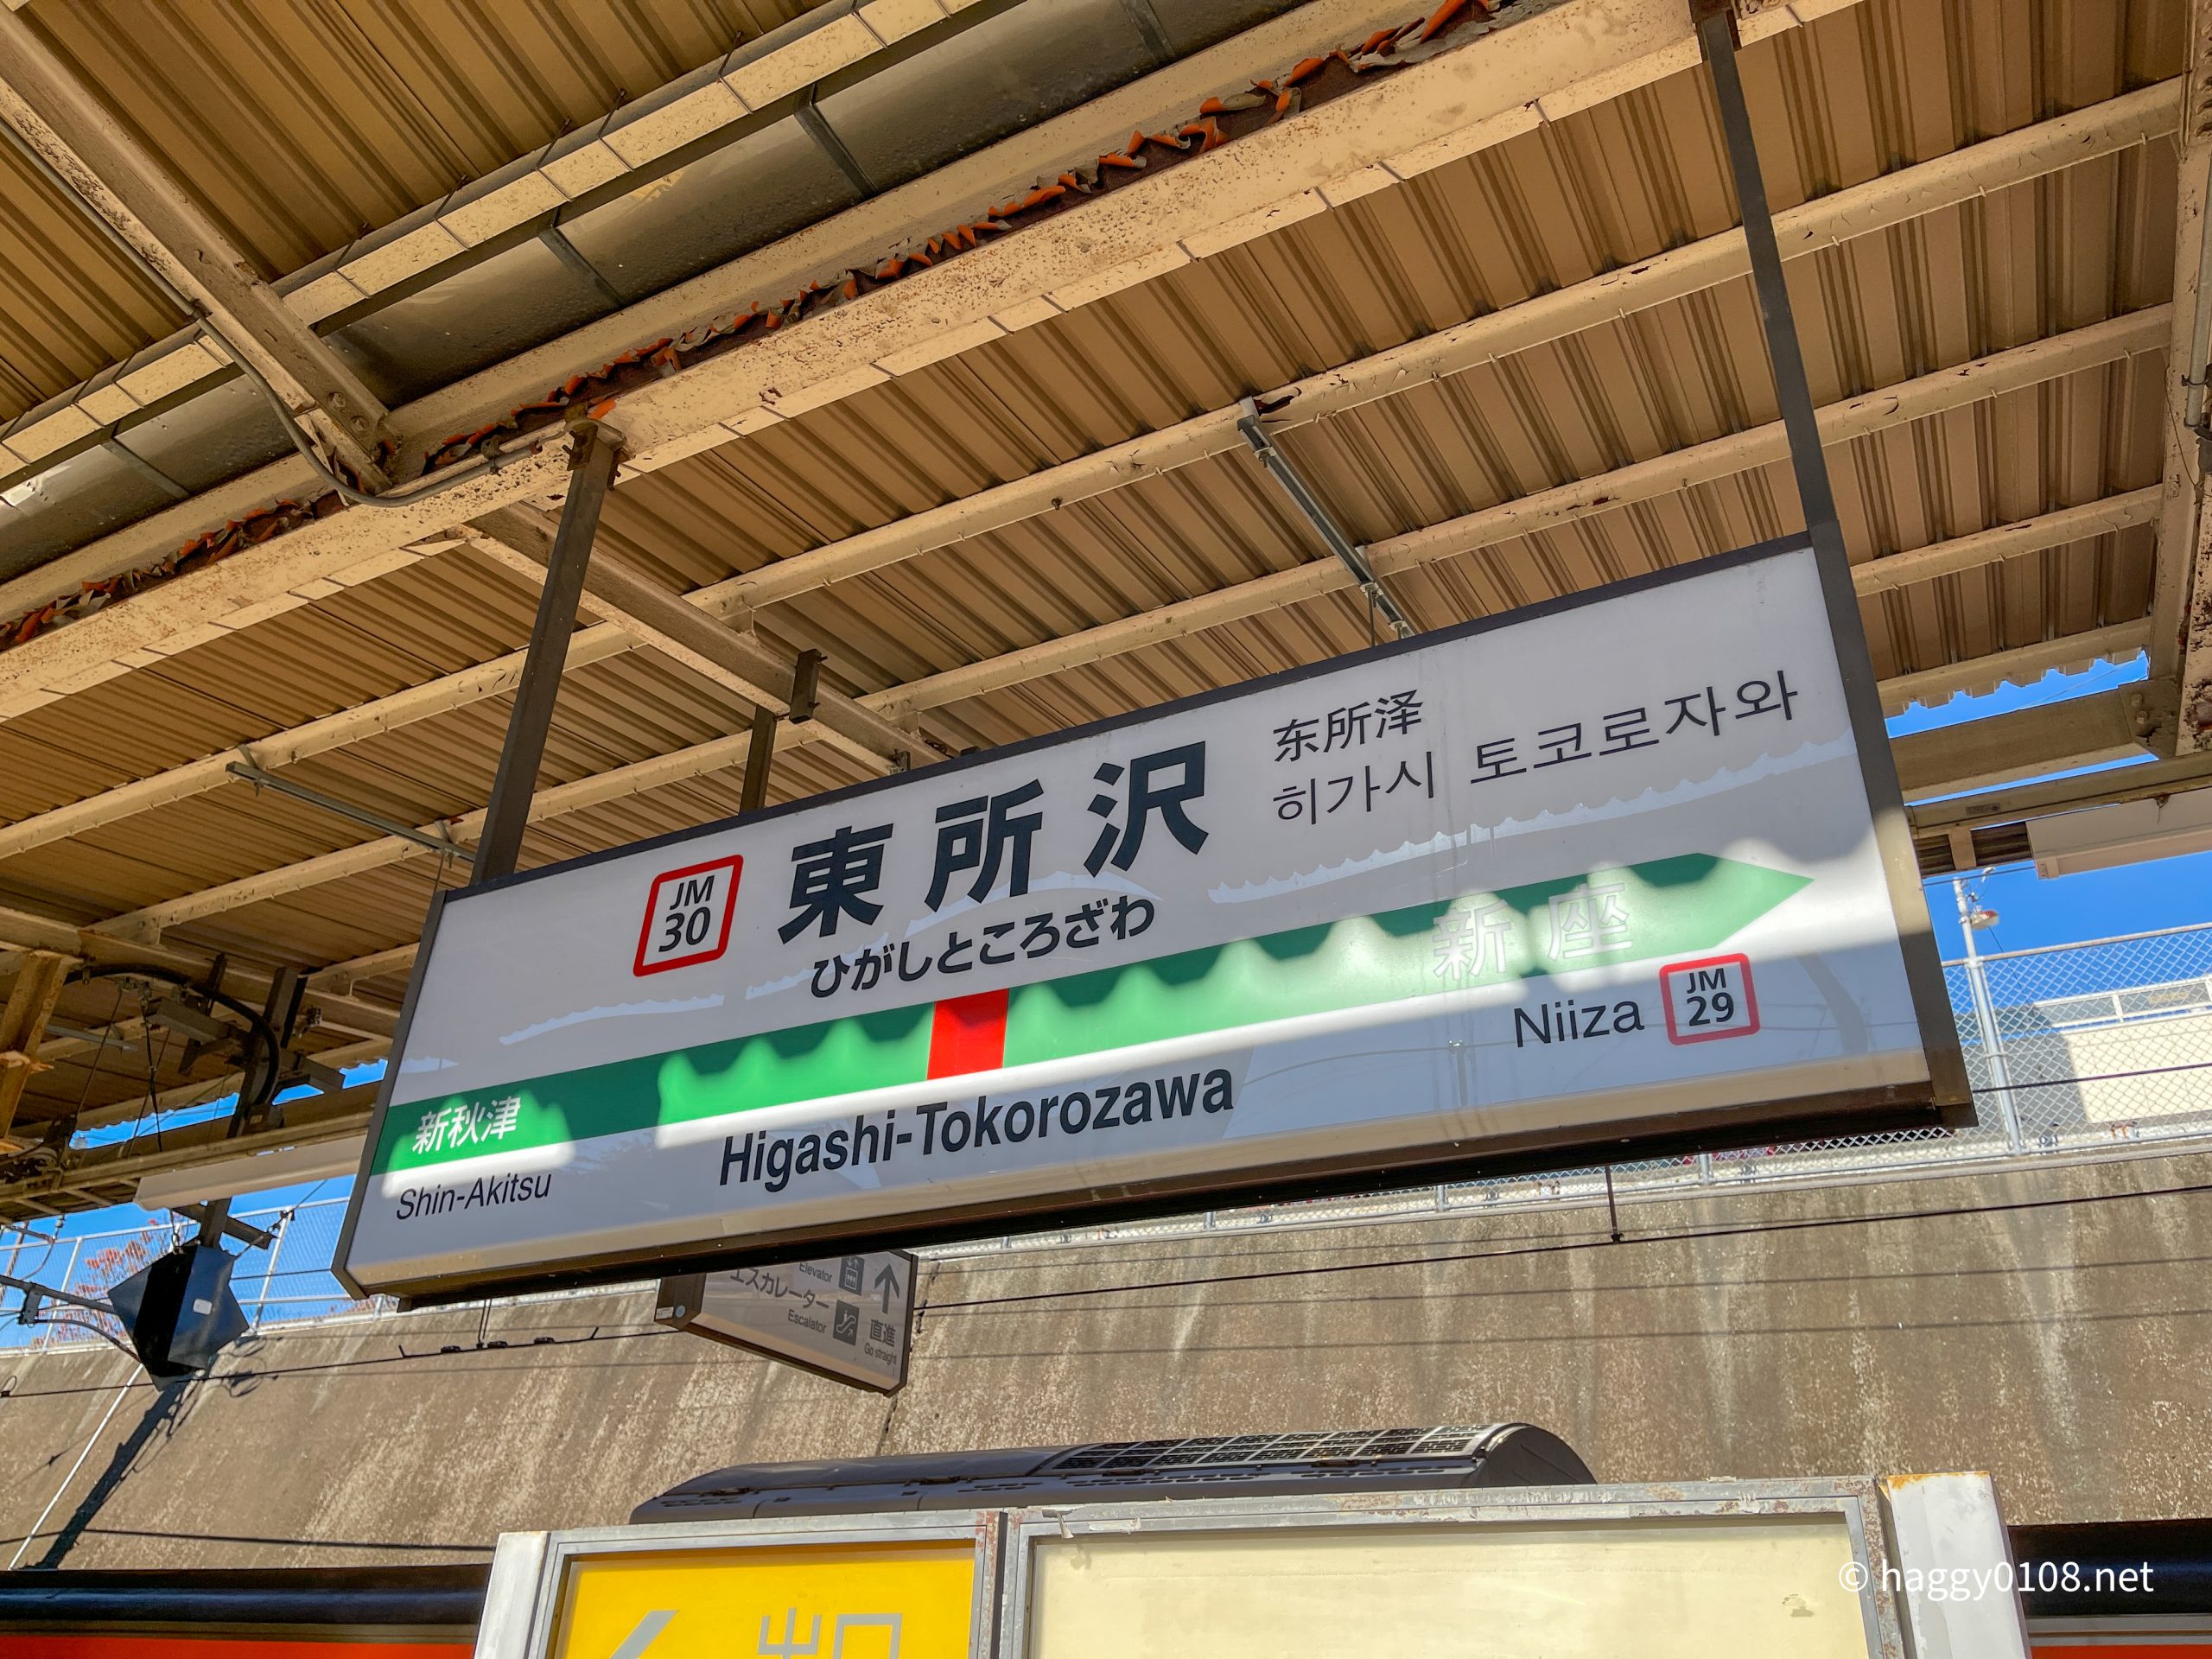 JM
30
東所沢
ひがしところざわ
东所泽
히가시 토코로자와
新座
Niiza
JM
29
新秋津
Shin-Akitsu
Higashi-Tokorozawa
Elevator
エスカレーター
Escalator
直進
Go straight
出口
© haggy0108.net